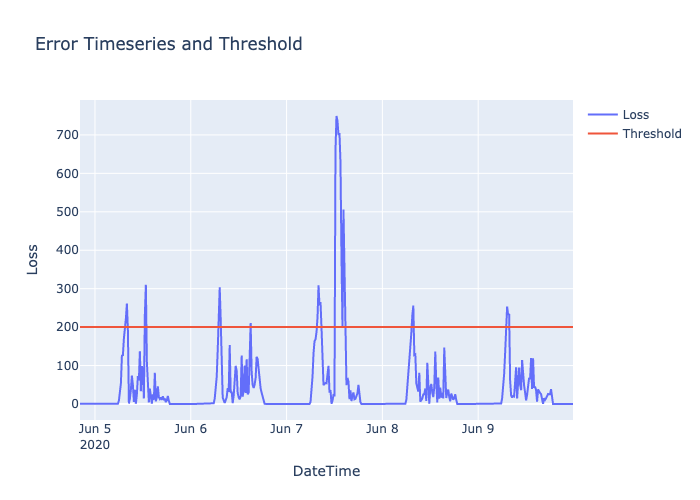 Error Timeseries and Threshold
Loss
Threshold
700
600
500
400
300
200
100
0
Loss
Jun 5
2020
Jun 6
Jun 7
Jun 8
Jun 9
DateTime